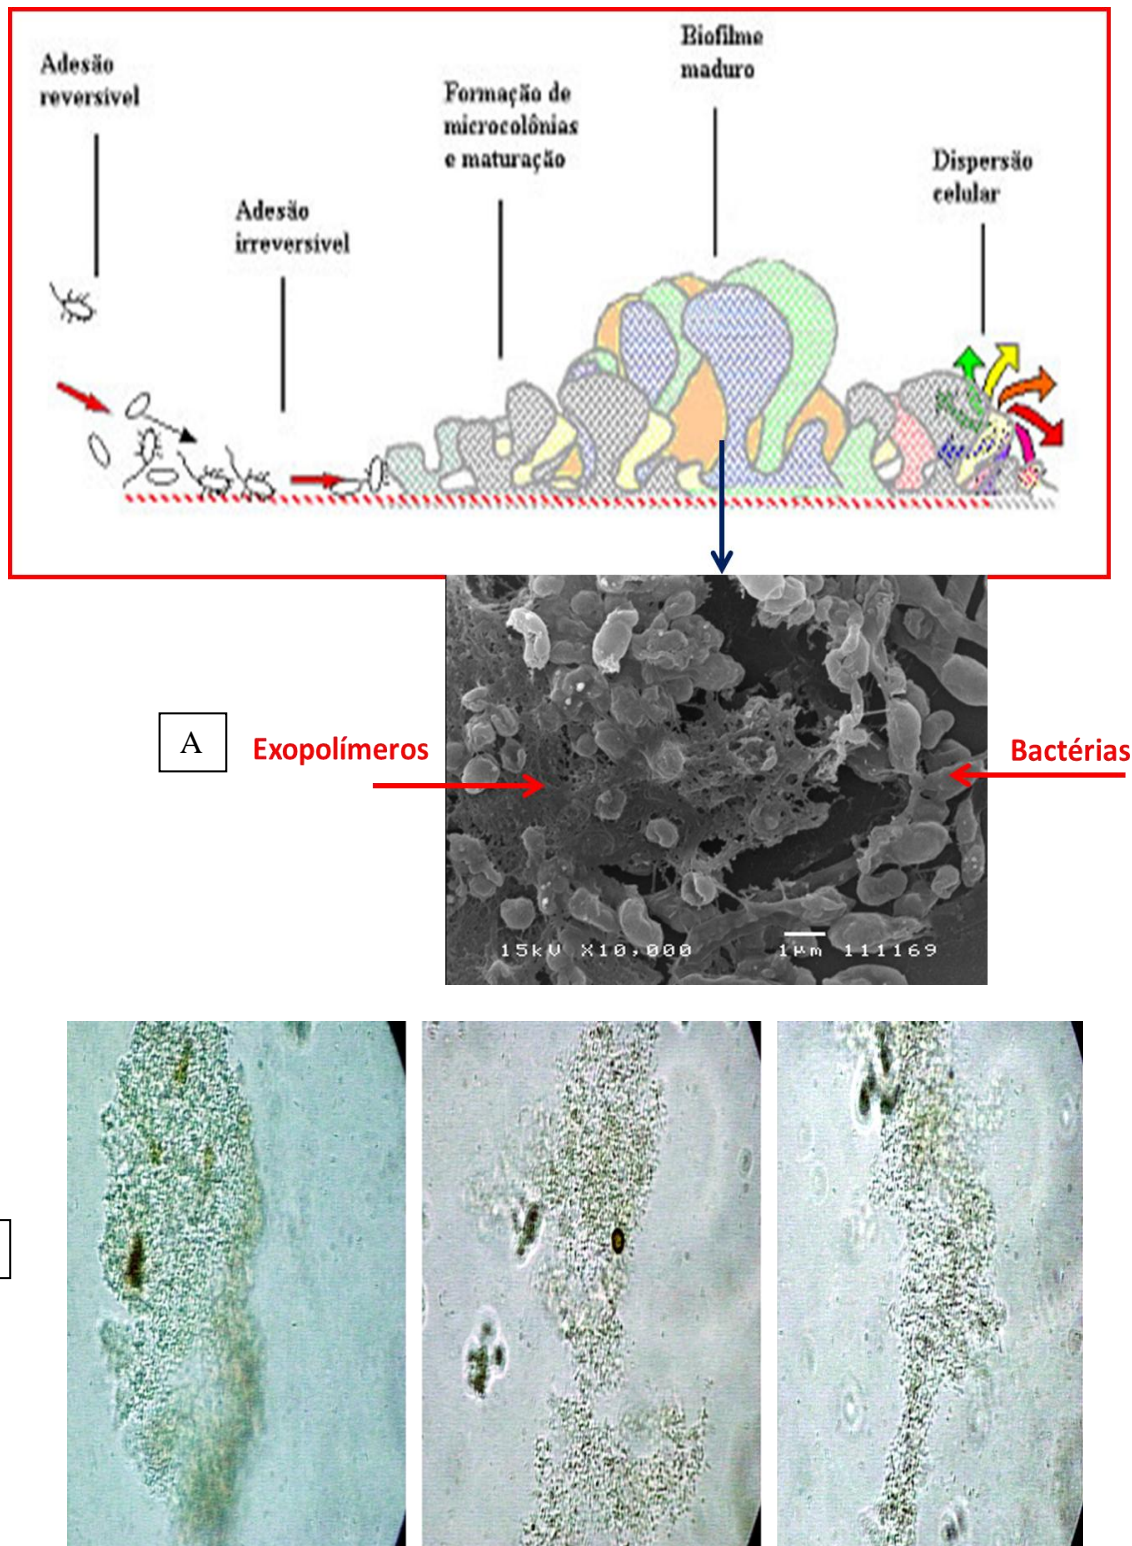 Adesão
reversível
Adesão
irreversível
Formação de
microcolônias
e maturação
Biofilme
maduro
Dispersão
celular
A
Exopolímeros
Bactérias
15kV X10,000 1µm 111169